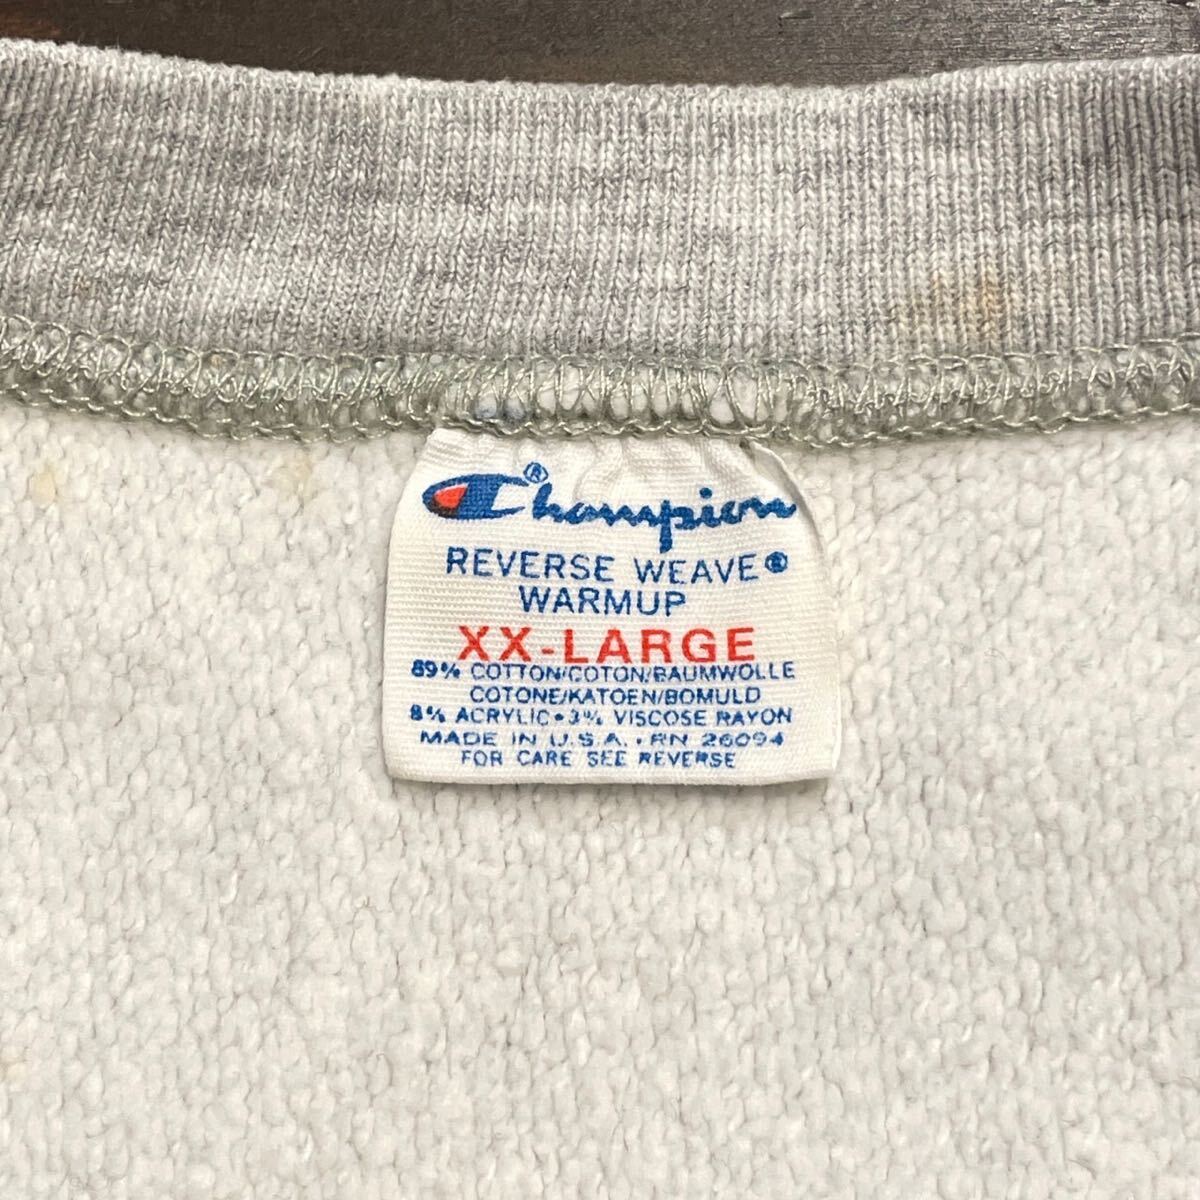 Champion®
REVERSE WEAVE®
WARMUP
XX-LARGE
89% COTTON/COTON/BAUMWOLLE
COTONE/KATOEN/BOMULD
8% ACRYLIC • 3% VISCOSE RAYON
MADE IN U.S.A. • RN 26094
FOR CARE SEE REVERSE